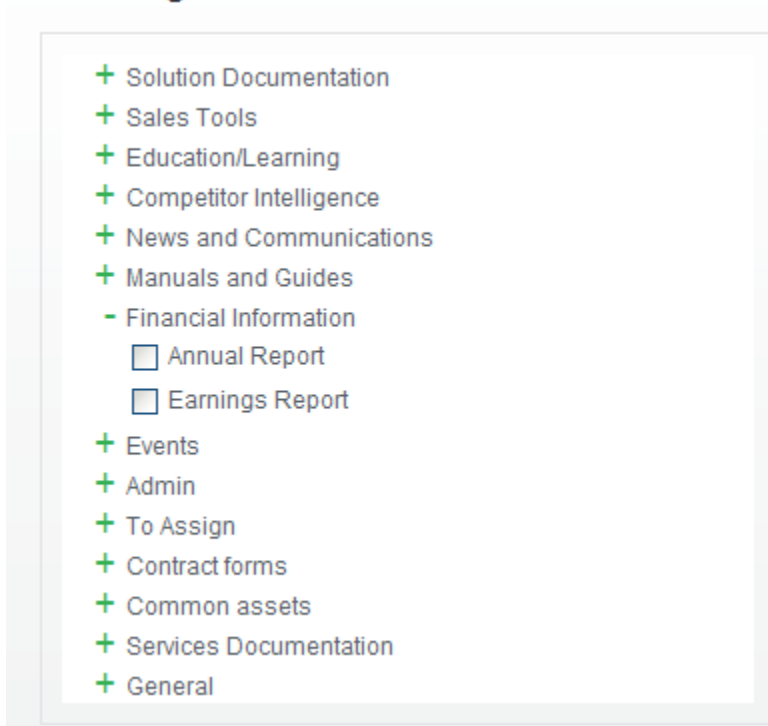 + Solution Documentation
+ Sales Tools
+ Education/Learning
+ Competitor Intelligence
+ News and Communications
+ Manuals and Guides
- Financial Information
Annual Report
Earnings Report
+ Events
+ Admin
+ To Assign
+ Contract forms
+ Common assets
+ Services Documentation
+ General